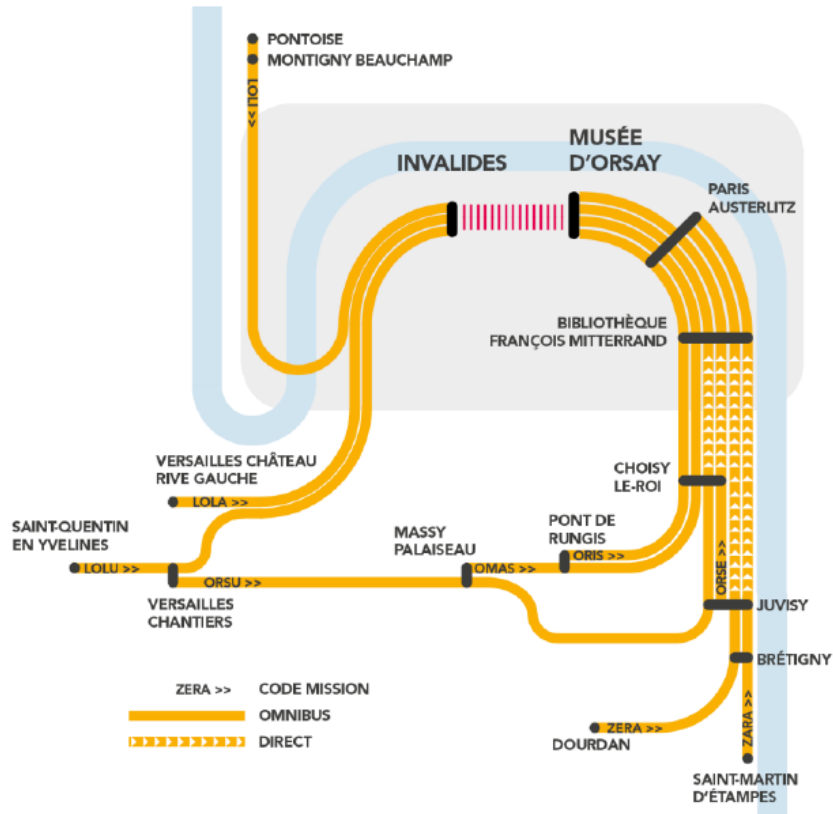 PONTOISE
MONTIGNY BEAUCHAMP
LOLI >>
INVALIDES
MUSÉE
D'ORSAY
PARIS
AUSTERLITZ
BIBLIOTHÈQUE
FRANÇOIS MITTERRAND
VERSAILLES CHÂTEAU
RIVE GAUCHE
LOLA >>
CHOISY
LE-ROI
SAINT-QUENTIN
EN YVELINES
LOLU >>
VERSAILLES
CHANTIERS
ORSU >>
MASSY
PALAISEAU
OMAS >>
PONT DE
RUNGIS
ORIS >>
ORSE >>
JUVISY
BRÉTIGNY
ZERA >>
DOURDAN
ZARA >>
SAINT-MARTIN
D'ÉTAMPES
ZERA >> CODE MISSION
OMNIBUS
DIRECT